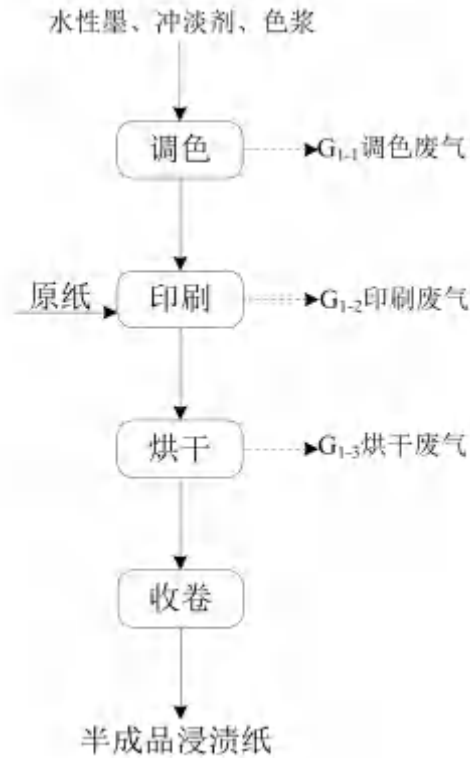 水性墨、冲淡剂、色浆
调色
G1-1调色废气
原纸
印刷
G1-2印刷废气
烘干
G1-3烘干废气
收卷
半成品浸渍纸